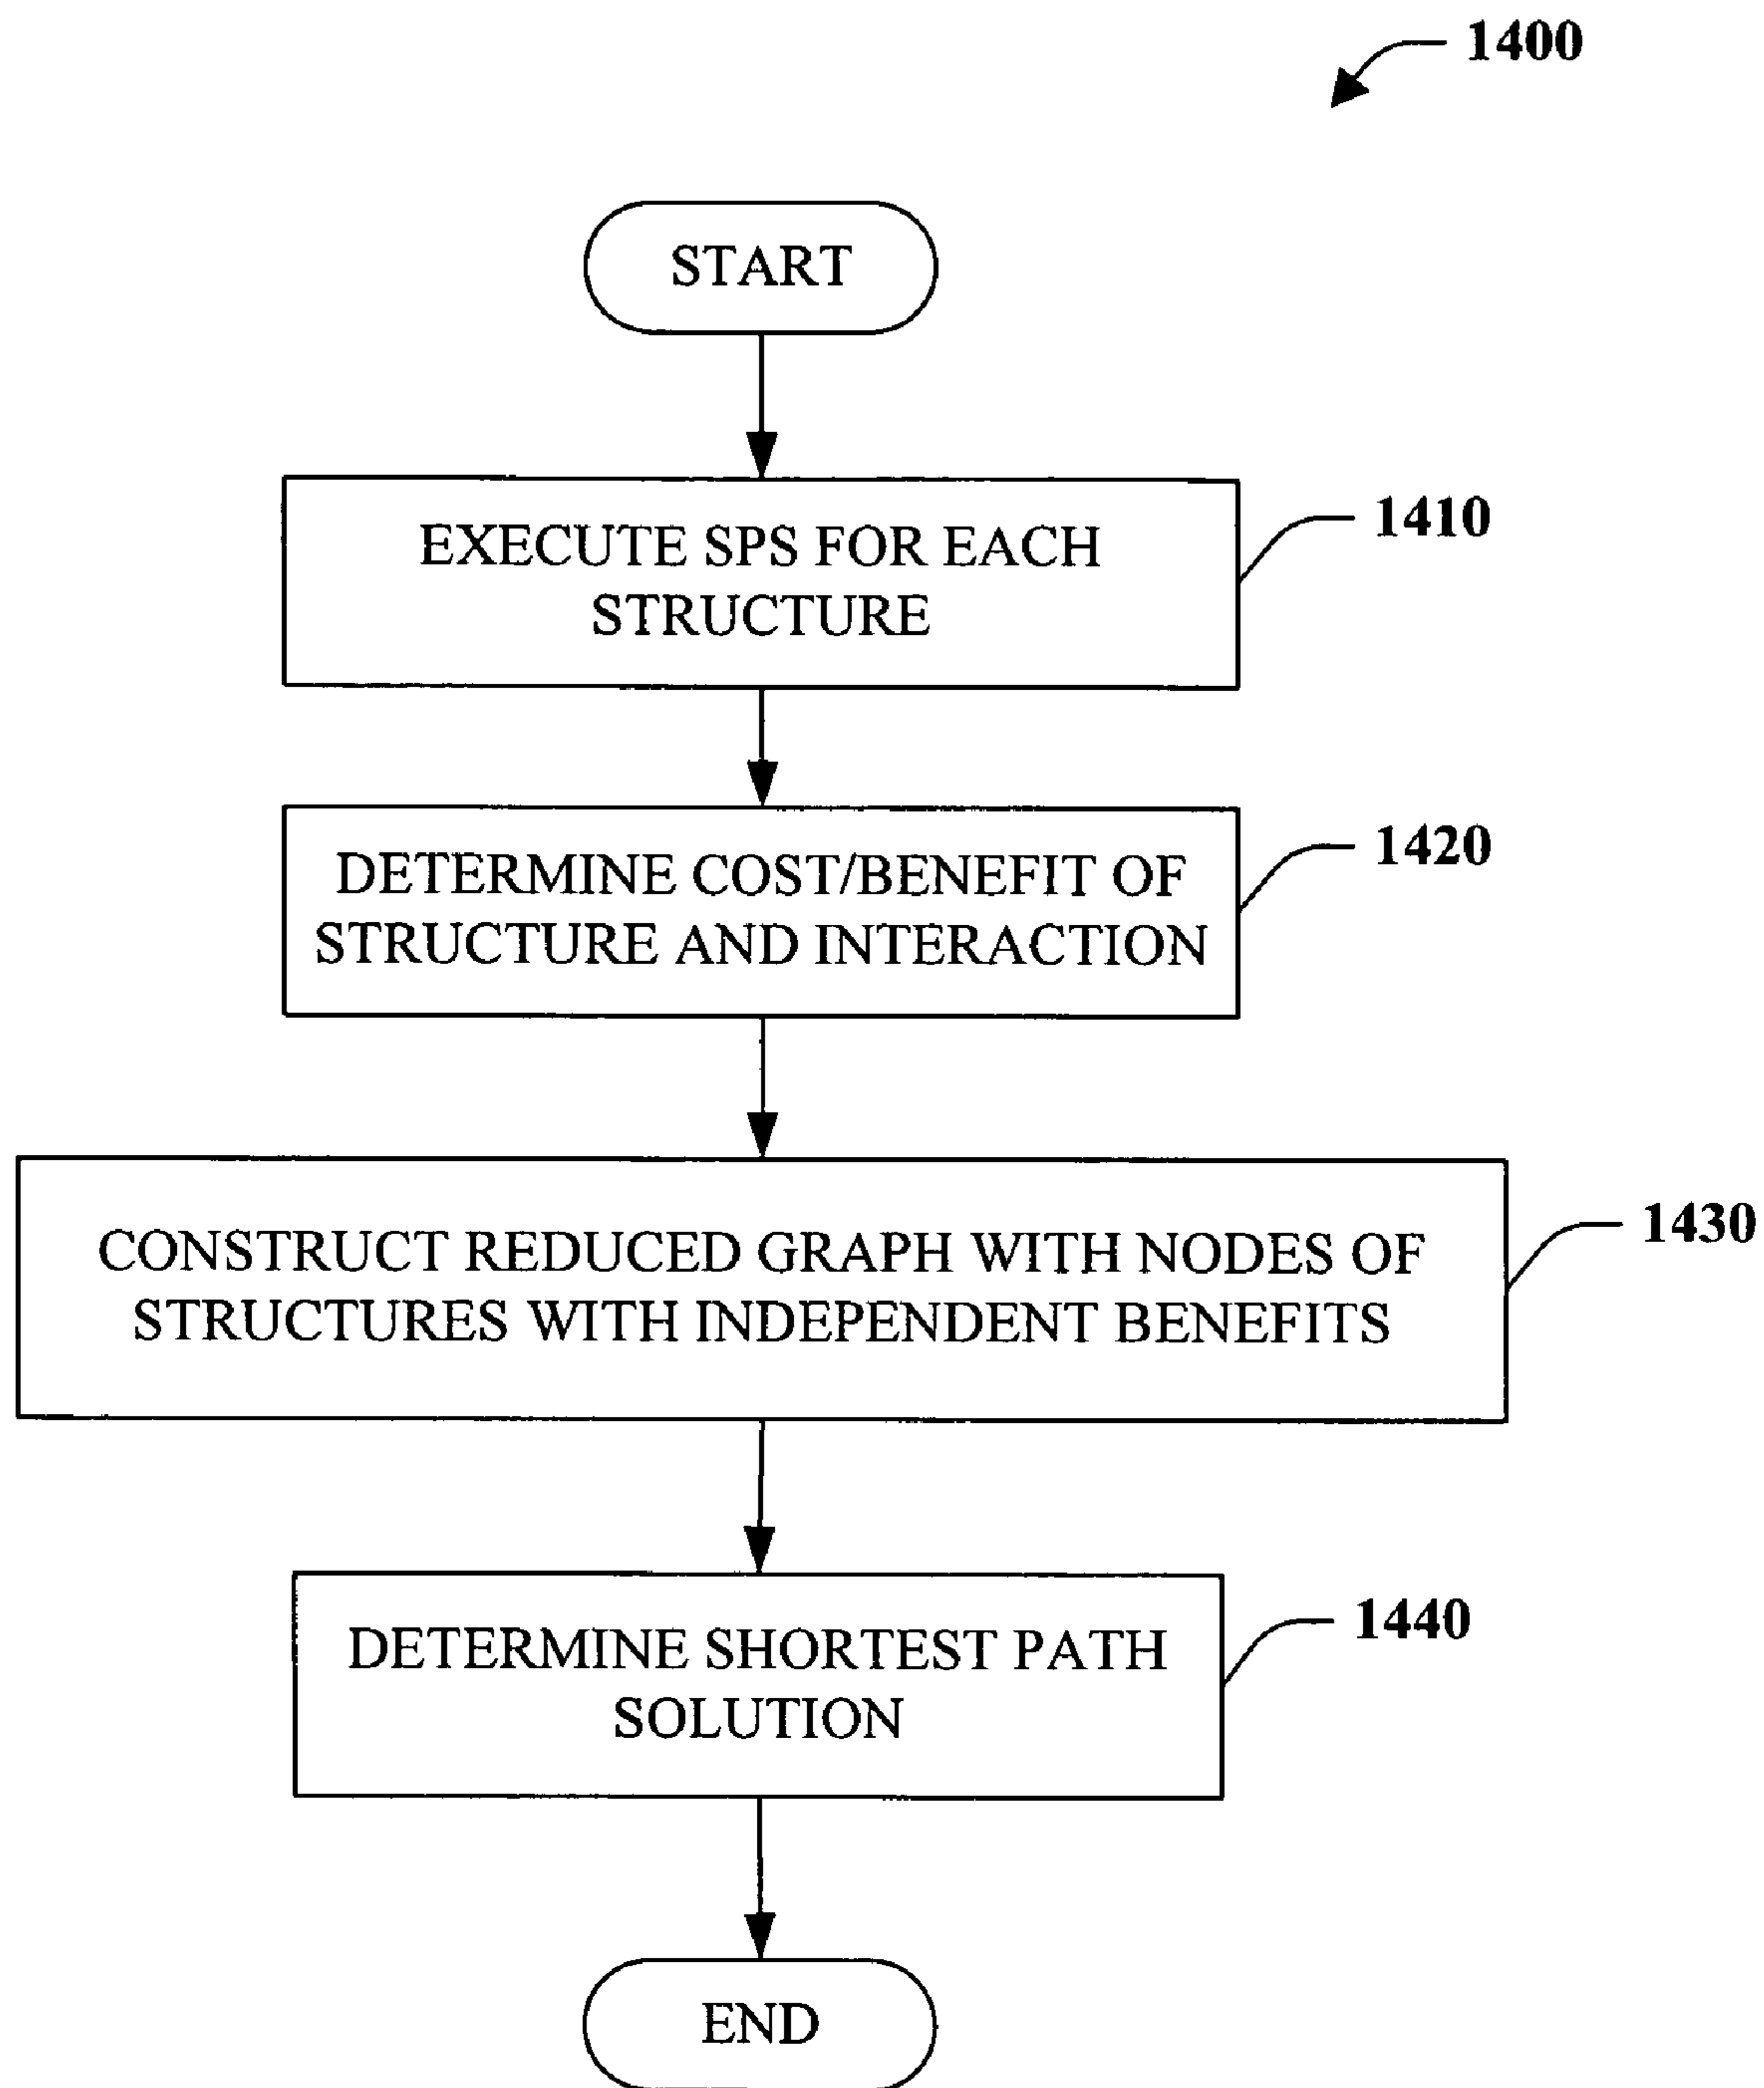 1400
START
EXECUTE SPS FOR EACH
STRUCTURE
1410
DETERMINE COST/BENEFIT OF
STRUCTURE AND INTERACTION
1420
CONSTRUCT REDUCED GRAPH WITH NODES OF
STRUCTURES WITH INDEPENDENT BENEFITS
1430
DETERMINE SHORTEST PATH
SOLUTION
1440
END